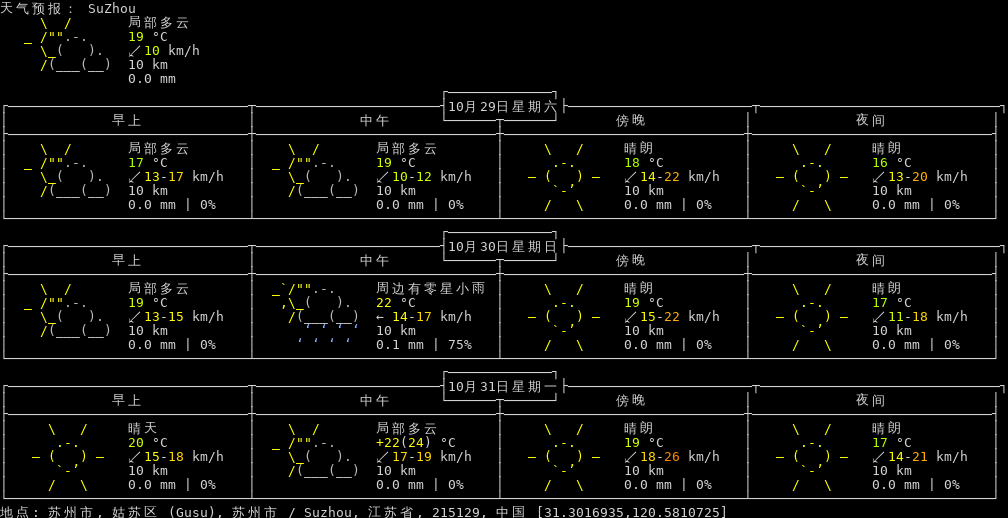 天气预报: SuZhou
局部多云
19 °C
↙10 km/h
10 km
0.0 mm
10月29日星期六
早上 中午 傍晚 夜间
局部多云 局部多云 晴朗 晴朗
17 °C 19 °C 18 °C 16 °C
↙13-17 km/h ↙10-12 km/h ↙14-22 km/h ↙13-20 km/h
10 km 10 km 10 km 10 km
0.0 mm | 0% 0.0 mm | 0% 0.0 mm | 0% 0.0 mm | 0%
10月30日星期日
早上 中午 傍晚 夜间
局部多云 周边有零星小雨 晴朗 晴朗
19 °C 22 °C 19 °C 17 °C
↙13-15 km/h ← 14-17 km/h ↙15-22 km/h ↙11-18 km/h
10 km 10 km 10 km 10 km
0.0 mm | 0% 0.1 mm | 75% 0.0 mm | 0% 0.0 mm | 0%
10月31日星期一
早上 中午 傍晚 夜间
晴天 局部多云 晴朗 晴朗
20 °C +22(24) °C 19 °C 17 °C
↙15-18 km/h ↙17-19 km/h ↙18-26 km/h ↙14-21 km/h
10 km 10 km 10 km 10 km
0.0 mm | 0% 0.0 mm | 0% 0.0 mm | 0% 0.0 mm | 0%
地点: 苏州市, 姑苏区 (Gusu), 苏州市 / Suzhou, 江苏省, 215129, 中国 [31.3016935,120.5810725]